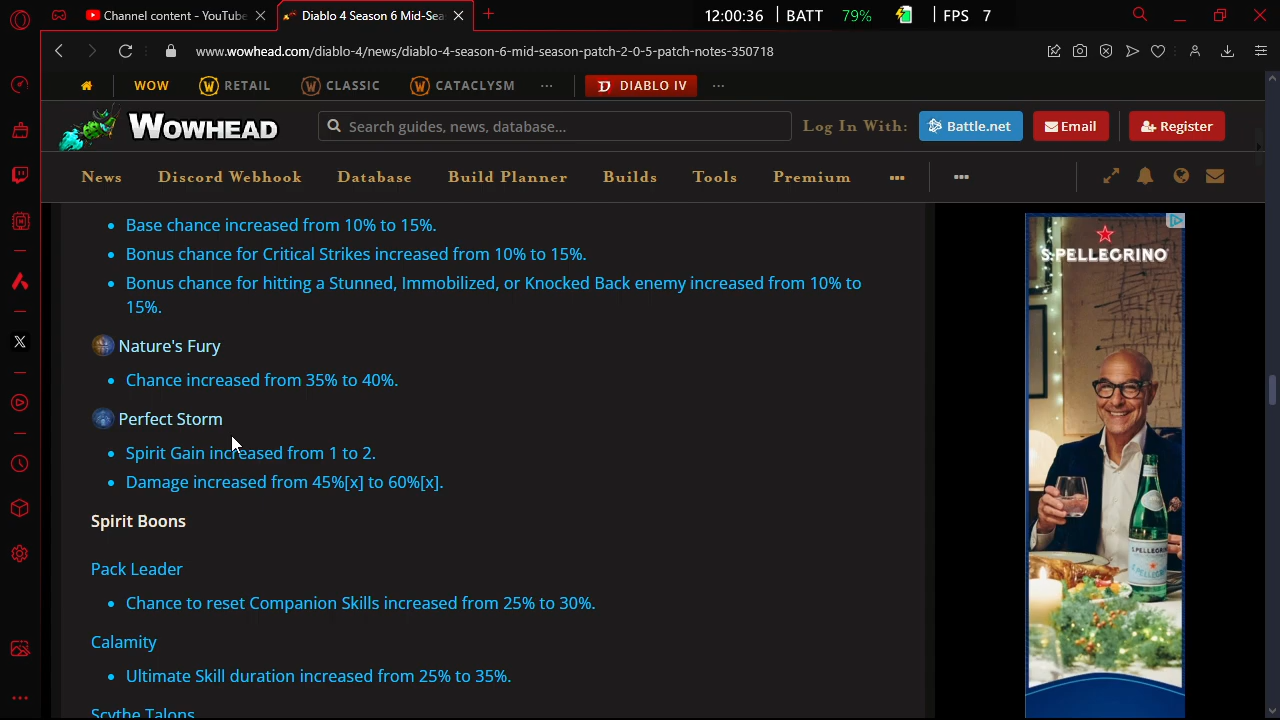 Channel content - YouTube
Diablo 4 Season 6 Mid-Sea
12:00:36 BATT 79% FPS 7
www.wowhead.com/diablo-4/news/diablo-4-season-6-mid-season-patch-2-0-5-patch-notes-350718
WOW RETAIL CLASSIC CATACLYSM ... DIABLO IV ...
WOWHEAD
Search guides, news, database...
Log In With:
Battle.net
Email
Register
News Discord Webhook Database Build Planner Builds Tools Premium
• Base chance increased from 10% to 15%.
• Bonus chance for Critical Strikes increased from 10% to 15%.
• Bonus chance for hitting a Stunned, Immobilized, or Knocked Back enemy increased from 10% to
15%.
Nature's Fury
• Chance increased from 35% to 40%.
Perfect Storm
• Spirit Gain increased from 1 to 2.
• Damage increased from 45%[x] to 60%[x].
Spirit Boons
Pack Leader
• Chance to reset Companion Skills increased from 25% to 30%.
Calamity
• Ultimate Skill duration increased from 25% to 35%.
Scythe Talons
S.PELLEGRINO
S.PELLEGRINO